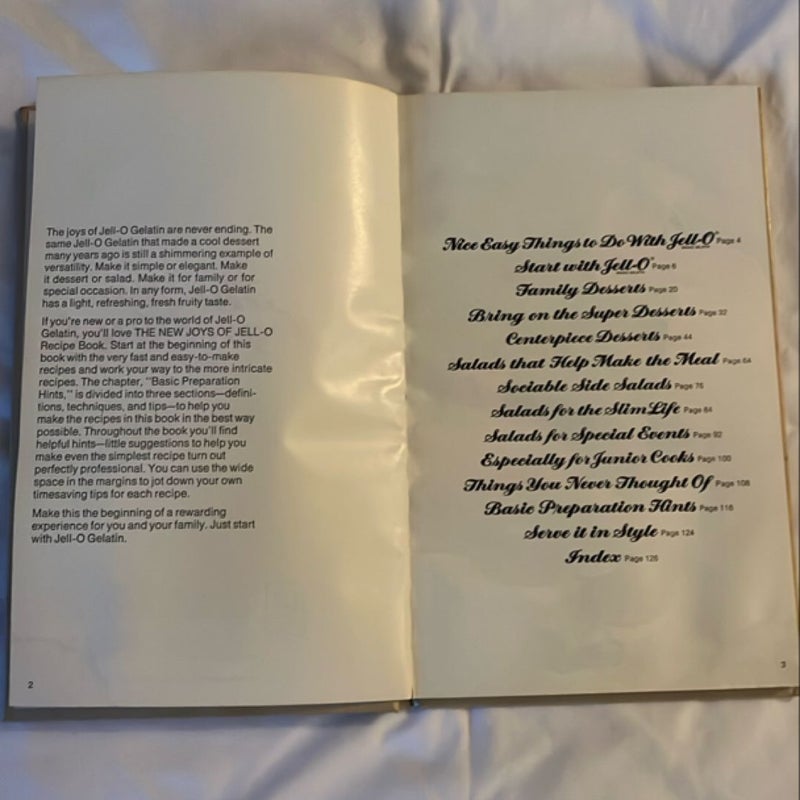 The joys of Jell-O Gelatin are never ending. The
same Jell-O Gelatin that made a cool dessert
many years ago is still a shimmering example of
versatility. Make it simple or elegant. Make
it dessert or salad. Make it for family or for
special occasion. In any form, Jell-O Gelatin
has a light, refreshing, fresh fruity taste.
If you're new or a pro to the world of Jell-O
Gelatin, you'll love THE NEW JOYS OF JELL-O
Recipe Book. Start at the beginning of this
book with the very fast and easy-to-make
recipes and work your way to the more intricate
recipes. The chapter, "Basic Preparation
Hints," is divided into three sections—defini-
tions, techniques, and tips—to help you
make the recipes in this book in the best way
possible. Throughout the book you'll find
helpful hints—little suggestions to help you
make even the simplest recipe turn out
perfectly professional. You can use the wide
space in the margins to jot down your own
timesaving tips for each recipe.
Make this the beginning of a rewarding
experience for you and your family. Just start
with Jell-O Gelatin.
2
Nice Easy Things to Do With Jell-O® Page 4
Start with Jell-O® Page 6
Family Desserts Page 20
Bring on the Super Desserts Page 32
Centerpiece Desserts Page 44
Salads that Help Make the Meal Page 64
Sociable Side Salads Page 76
Salads for the Slim Life Page 84
Salads for Special Events Page 92
Especially for Junior Cooks Page 100
Things You Never Thought Of Page 108
Basic Preparation Hints Page 116
Serve it in Style Page 124
Index Page 126
3